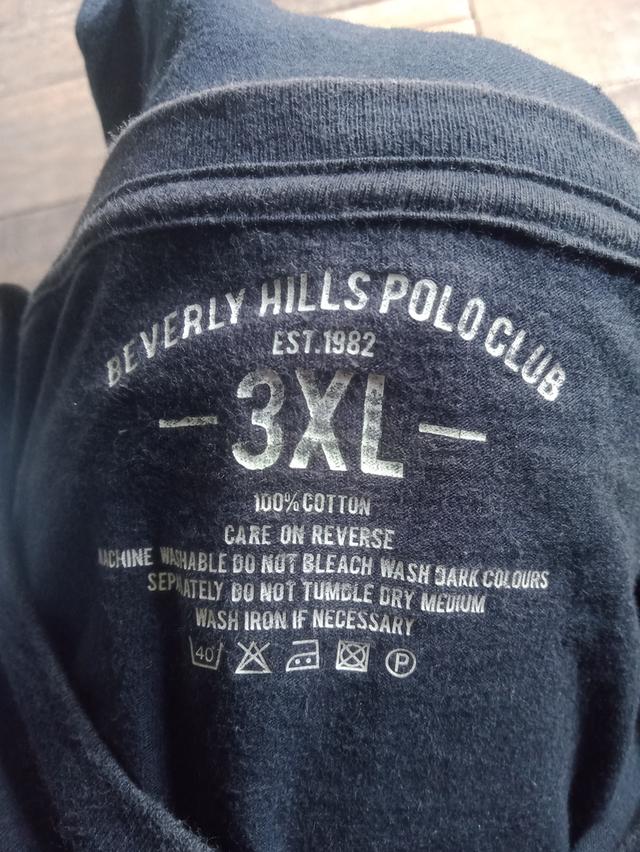 BEVERLY HILLS POLO CLUB
EST.1982
3XL
100% COTTON
CARE ON REVERSE
MACHINE WASHABLE DO NOT BLEACH WASH DARK COLOURS
SEPARATELY DO NOT TUMBLE DRY MEDIUM
WASH IRON IF NECESSARY
40° P